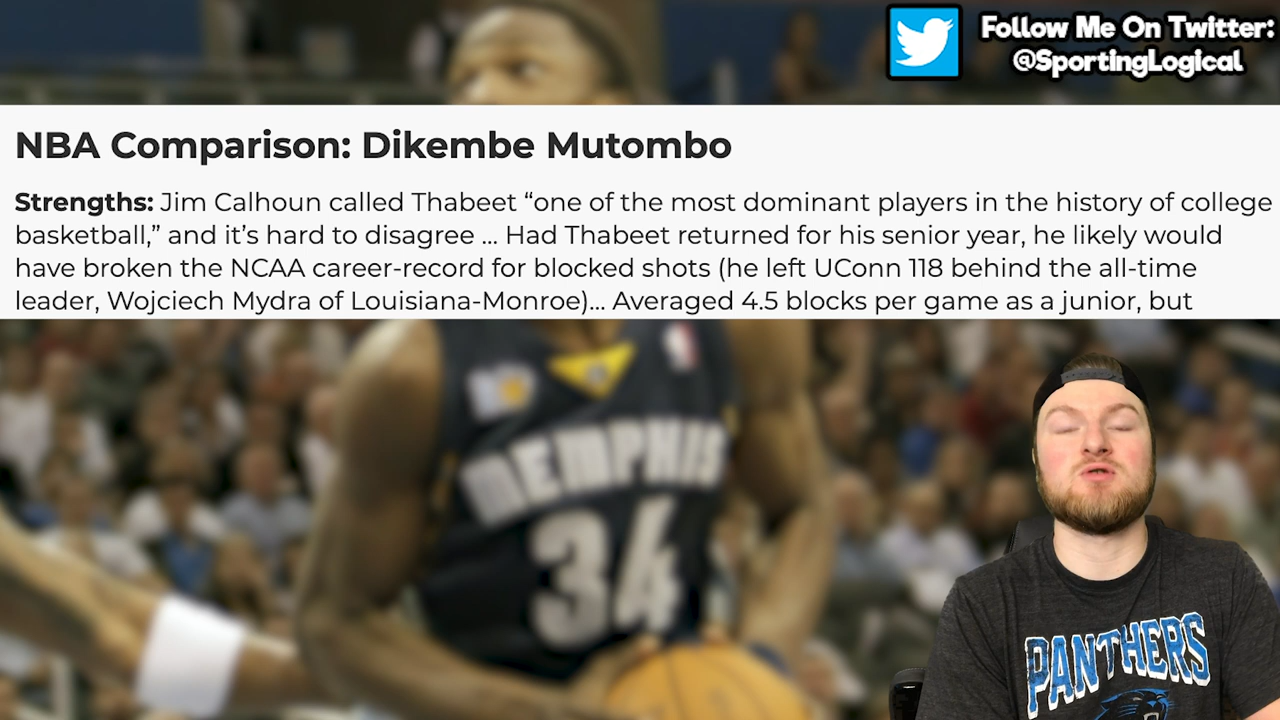 Follow Me On Twitter:
@SportingLogical
NBA Comparison: Dikembe Mutombo
Strengths: Jim Calhoun called Thabeet “one of the most dominant players in the history of college
basketball,” and it’s hard to disagree ... Had Thabeet returned for his senior year, he likely would
have broken the NCAA career-record for blocked shots (he left UConn 118 behind the all-time
leader, Wojciech Mydra of Louisiana-Monroe)... Averaged 4.5 blocks per game as a junior, but
MEMPHIS
34
PANTHERS